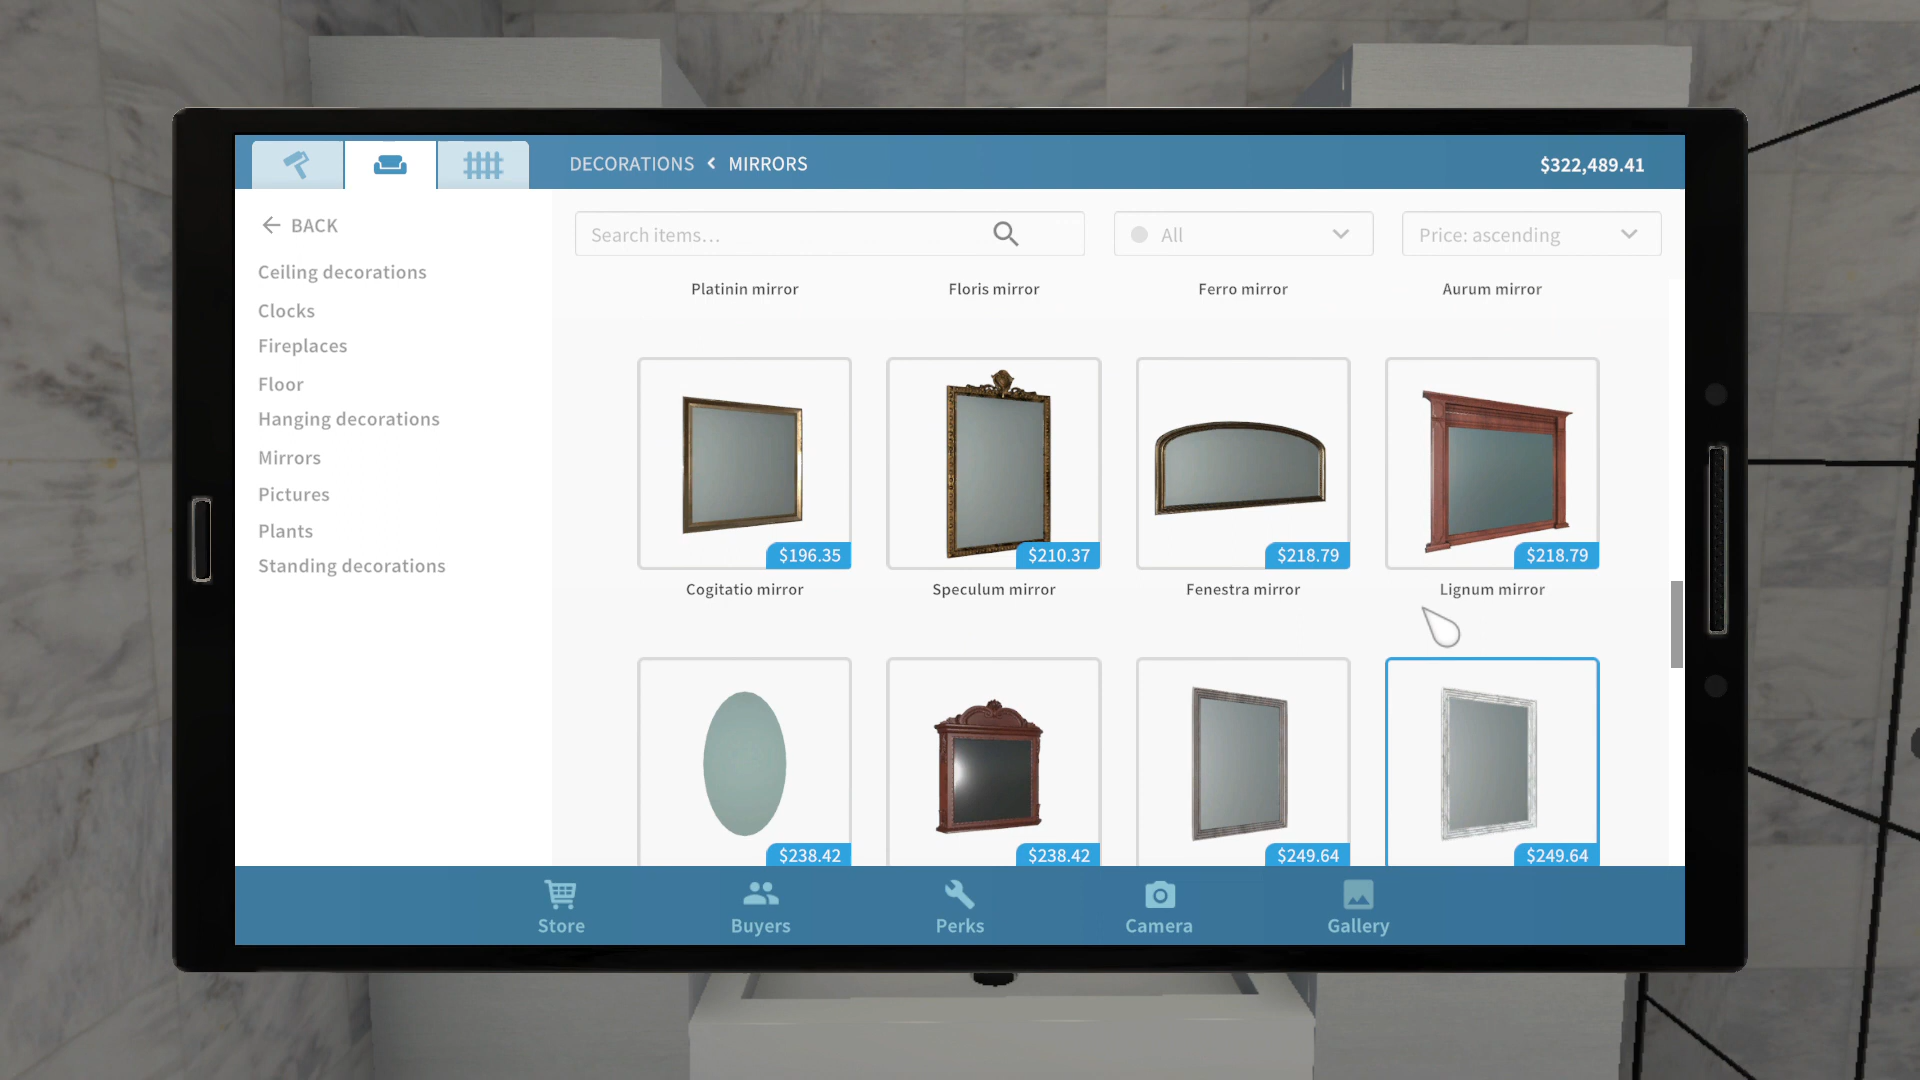 DECORATIONS < MIRRORS
$322,489.41
BACK
Ceiling decorations
Clocks
Fireplaces
Floor
Hanging decorations
Mirrors
Pictures
Plants
Standing decorations
Search items...
All
Price: ascending
Platinin mirror
Floris mirror
Ferro mirror
Aurum mirror
$196.35
$210.37
$218.79
$218.79
Cogitatio mirror
Speculum mirror
Fenestra mirror
Lignum mirror
$238.42
$238.42
$249.64
$249.64
Store
Buyers
Perks
Camera
Gallery